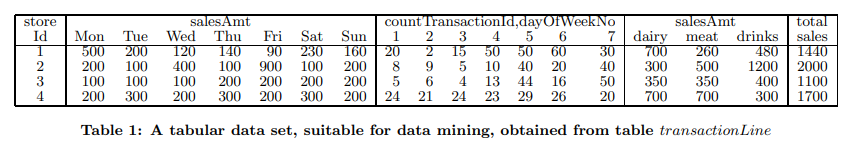 store salesAmt countTransactionId,dayOfWeekNo salesAmt total
Id Mon Tue Wed Thu Fri Sat Sun 1 2 3 4 5 6 7 dairy meat drinks sales
1 500 200 120 140 90 230 160 20 2 15 50 50 60 30 700 260 480 1440
2 200 100 400 100 900 100 200 8 9 5 10 40 20 40 300 500 1200 2000
3 100 100 100 200 200 200 200 5 6 4 13 44 16 50 350 350 400 1100
4 200 300 200 300 200 300 200 24 21 24 23 29 26 20 700 700 300 1700
Table 1: A tabular data set, suitable for data mining, obtained from table transactionLine